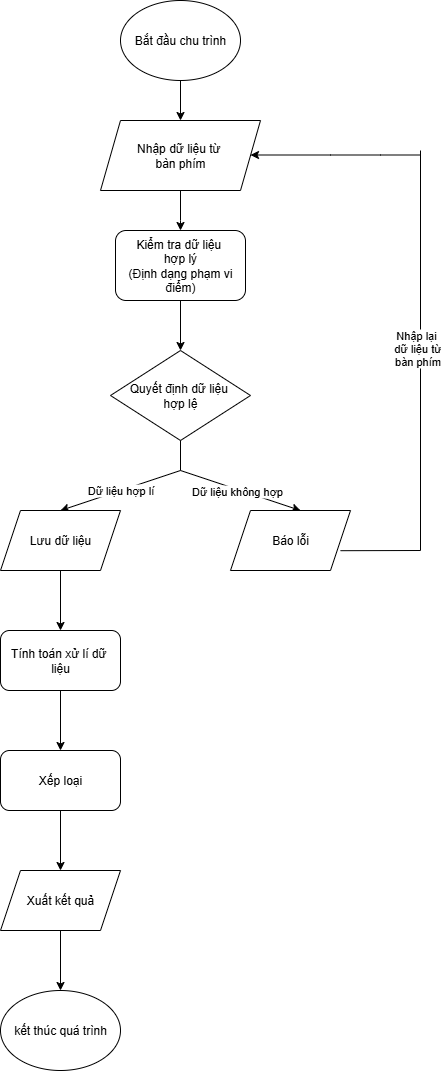 Bắt đầu chu trình
Nhập dữ liệu từ
bàn phím
Kiểm tra dữ liệu
hợp lý
(Định dạng phạm vi
điểm)
Quyết định dữ liệu
hợp lệ
Dữ liệu hợp lí
Dữ liệu không hợp
Nhập lại
dữ liệu từ
bàn phím
Lưu dữ liệu
Báo lỗi
Tính toán xử lí dữ
liệu
Xếp loại
Xuất kết quả
kết thúc quá trình